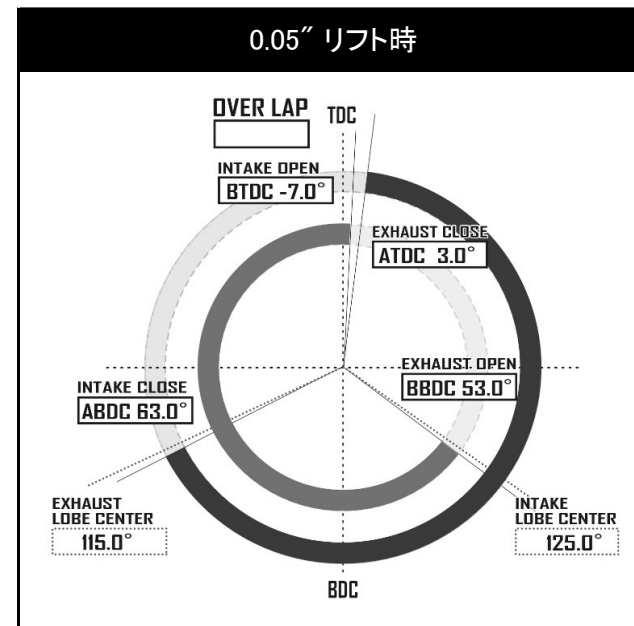 0.05″ リフト時
OVER LAP
TDC
INTAKE OPEN
BTDC -7.0°
EXHAUST CLOSE
ATDC 3.0°
EXHAUST OPEN
BBDC 53.0°
INTAKE CLOSE
ABDC 63.0°
EXHAUST
LOBE CENTER
115.0°
INTAKE
LOBE CENTER
125.0°
BDC